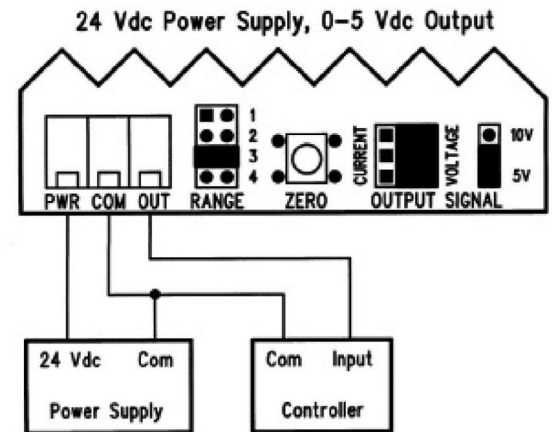 24 Vdc Power Supply, 0-5 Vdc Output
1
2
3
4
CURRENT
VOLTAGE
10V
5V
PWR COM OUT RANGE ZERO OUTPUT SIGNAL
24 Vdc Com
Power Supply
Com Input
Controller